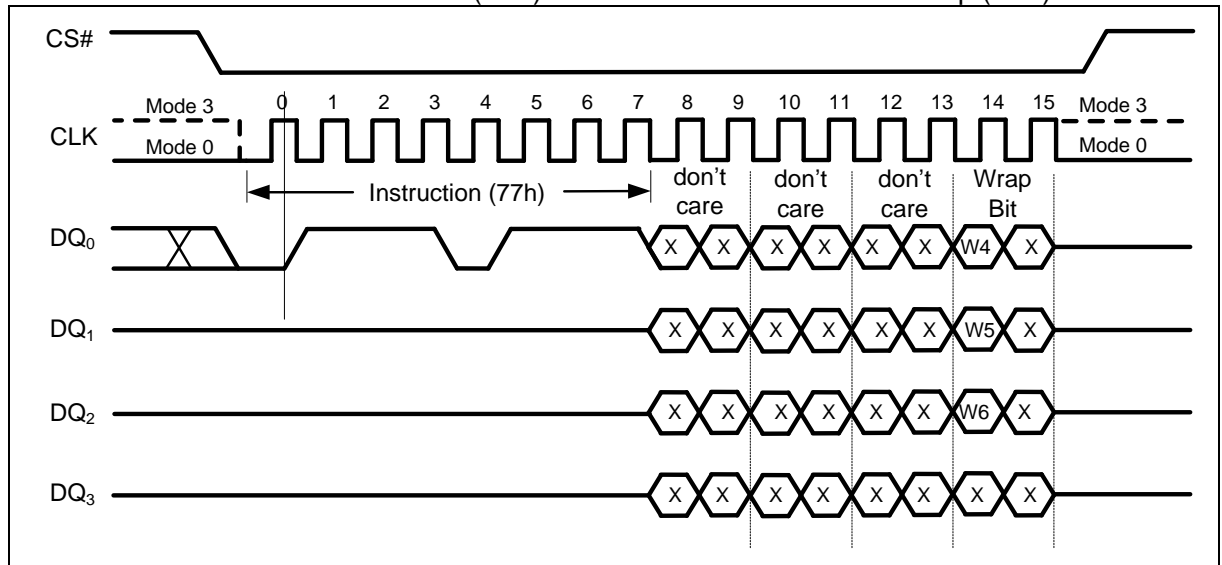 CS#
0 1 2 3 4 5 6 7 8 9 10 11 12 13 14 15
Mode 3 Mode 3
CLK
Mode 0 Mode 0
Instruction (77h)
don't don't don't Wrap
care care care Bit
DQ0 X X X X X X W4 X
DQ1 X X X X X X W5 X
DQ2 X X X X X X W6 X
DQ3 X X X X X X X X